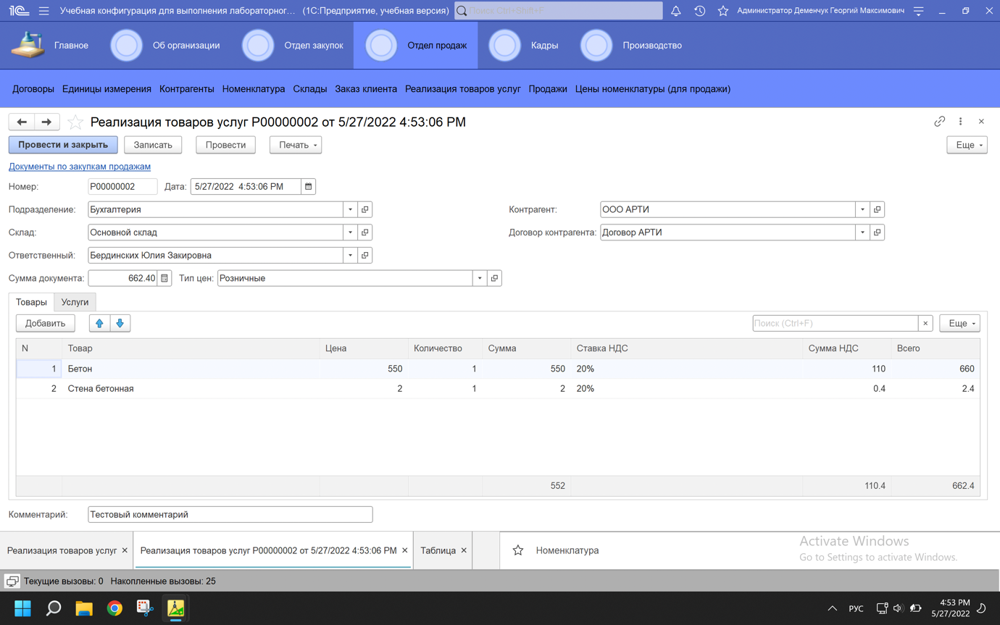 1С Учебная конфигурация для выполнения лабораторног... (1С:Предприятие, учебная версия) Поиск Ctrl+Shift+F Администратор Деменчук Георгий Максимович
Главное Об организации Отдел закупок Отдел продаж Кадры Производство
Договоры Единицы измерения Контрагенты Номенклатура Склады Заказ клиента Реализация товаров услуг Продажи Цены номенклатуры (для продажи)
Реализация товаров услуг Р00000002 от 5/27/2022 4:53:06 PM
Провести и закрыть Записать Провести Печать Еще
Документы по закупкам продажам
Номер: Р00000002 Дата: 5/27/2022 4:53:06 PM
Подразделение: Бухгалтерия Контрагент: ООО АРТИ
Склад: Основной склад Договор контрагента: Договор АРТИ
Ответственный: Бердинских Юлия Закировна
Сумма документа: 662.40 Тип цен: Розничные
Товары Услуги
Добавить Поиск (Ctrl+F) Еще
N Товар Цена Количество Сумма Ставка НДС Сумма НДС Всего
1 Бетон 550 1 550 20% 110 660
2 Стена бетонная 2 1 2 20% 0.4 2.4
552 110.4 662.4
Комментарий: Тестовый комментарий
Реализация товаров услуг Реализация товаров услуг Р00000002 от 5/27/2022 4:53:06 PM Таблица Номенклатура
Activate Windows
Go to Settings to activate Windows.
Текущие вызовы: 0 Накопленные вызовы: 25
РУС 4:53 PM
5/27/2022